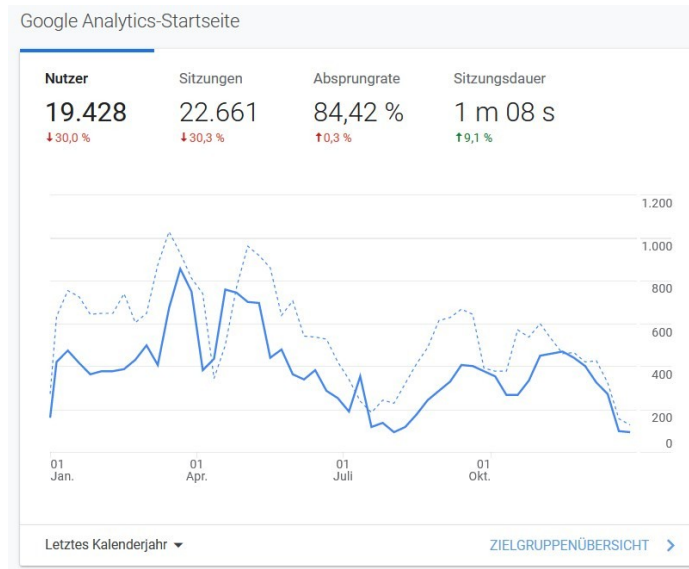 Google Analytics-Startseite
Nutzer Sitzungen Absprungrate Sitzungsdauer
19.428 22.661 84,42 % 1 m 08 s
↓30,0 % ↓30,3 % ↑0,3 % ↑9,1 %
1.200
1.000
800
600
400
200
0
01 01 01 01
Jan. Apr. Juli Okt.
Letztes Kalenderjahr ZIELGRUPPENÜBERSICHT